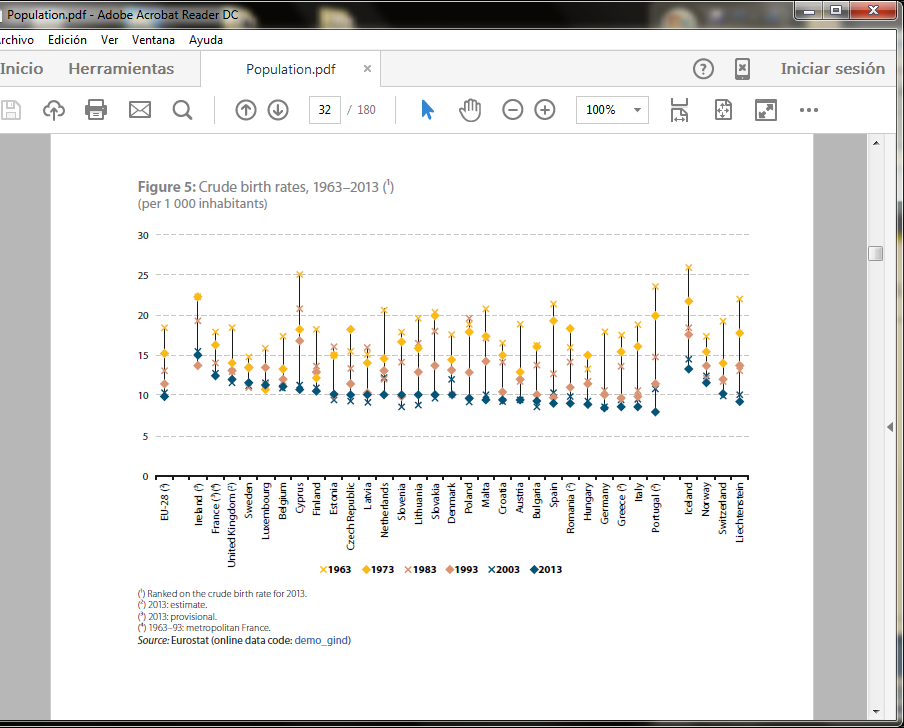 Population.pdf - Adobe Acrobat Reader DC
rchivo Edición Ver Ventana Ayuda
Inicio Herramientas Population.pdf × Iniciar sesión
32 / 180 100%
Figure 5: Crude birth rates, 1963–2013 (¹)
(per 1 000 inhabitants)
30
25
20
15
10
5
0
EU-28 (²)
Ireland (³)
France (³)(⁴)
United Kingdom (²)
Sweden
Luxembourg
Belgium
Cyprus
Finland
Estonia
Czech Republic
Latvia
Netherlands
Slovenia
Lithuania
Slovakia
Denmark
Poland
Malta
Croatia
Austria
Bulgaria
Spain
Romania (²)
Hungary
Germany
Greece (²)
Italy
Portugal (²)
Iceland
Norway
Switzerland
Liechtenstein
1963 1973 1983 1993 2003 2013
(¹) Ranked on the crude birth rate for 2013.
(²) 2013: estimate.
(³) 2013: provisional.
(⁴) 1963–93: metropolitan France.
Source: Eurostat (online data code: demo_gind)